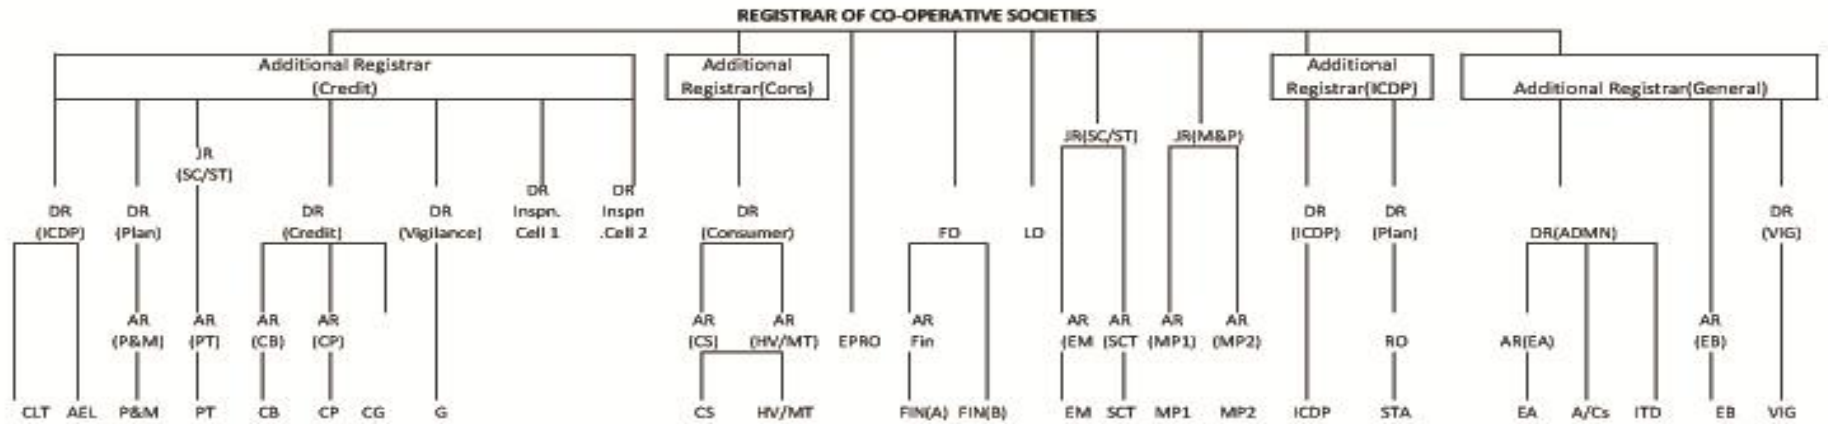 REGISTRAR OF CO-OPERATIVE SOCIETIES
Additional Registrar
(Credit)
Additional
Registrar(Cons)
Additional
Registrar(ICDP)
Additional Registrar(General)
JR(SC/ST)
JR(M&P)
JR
(SC/ST)
DR
(ICDP)
DR
(Plan)
DR
(Credit)
DR
(Vigilance)
DR
Inspn.
Cell 1
DR
Inspn
.Cell 2
DR
(Consumer)
FO
LO
DR
(ICDP)
DR
(Plan)
DR(ADMN)
DR
(VIG)
AR
(P&M)
AR
(PT)
AR
(CB)
AR
(CP)
AR
(CS)
AR
(HV/MT)
EPRO
AR
Fin
AR
(EM
AR
(SCT
AR
(MP1)
AR
(MP2)
RO
AR(EA)
AR
(EB)
CLT AEL P&M PT CB CP CG G CS HV/MT FIN(A) FIN(B) EM SCT MP1 MP2 ICDP STA EA A/Cs ITD EB VIG